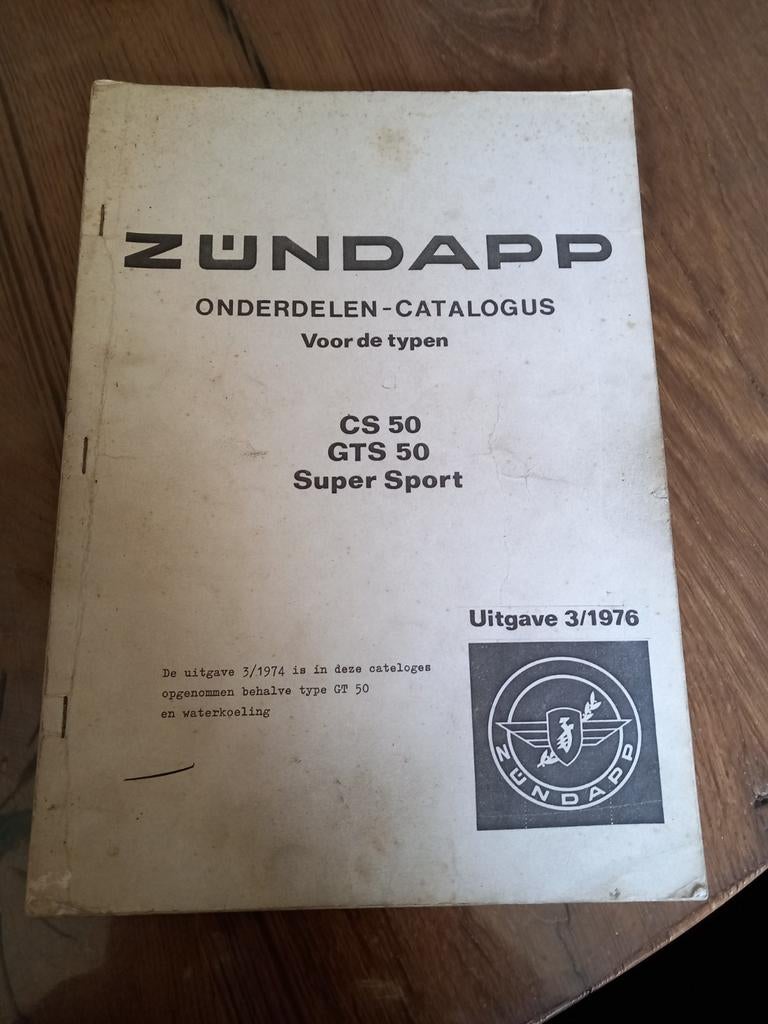 ZÜNDAPP
ONDERDELEN-CATALOGUS
Voor de typen
CS 50
GTS 50
Super Sport
Uitgave 3/1976
De uitgave 3/1974 is in deze cateloges
opgenommen behalve type GT 50
en waterkoeling
ZÜNDAPP